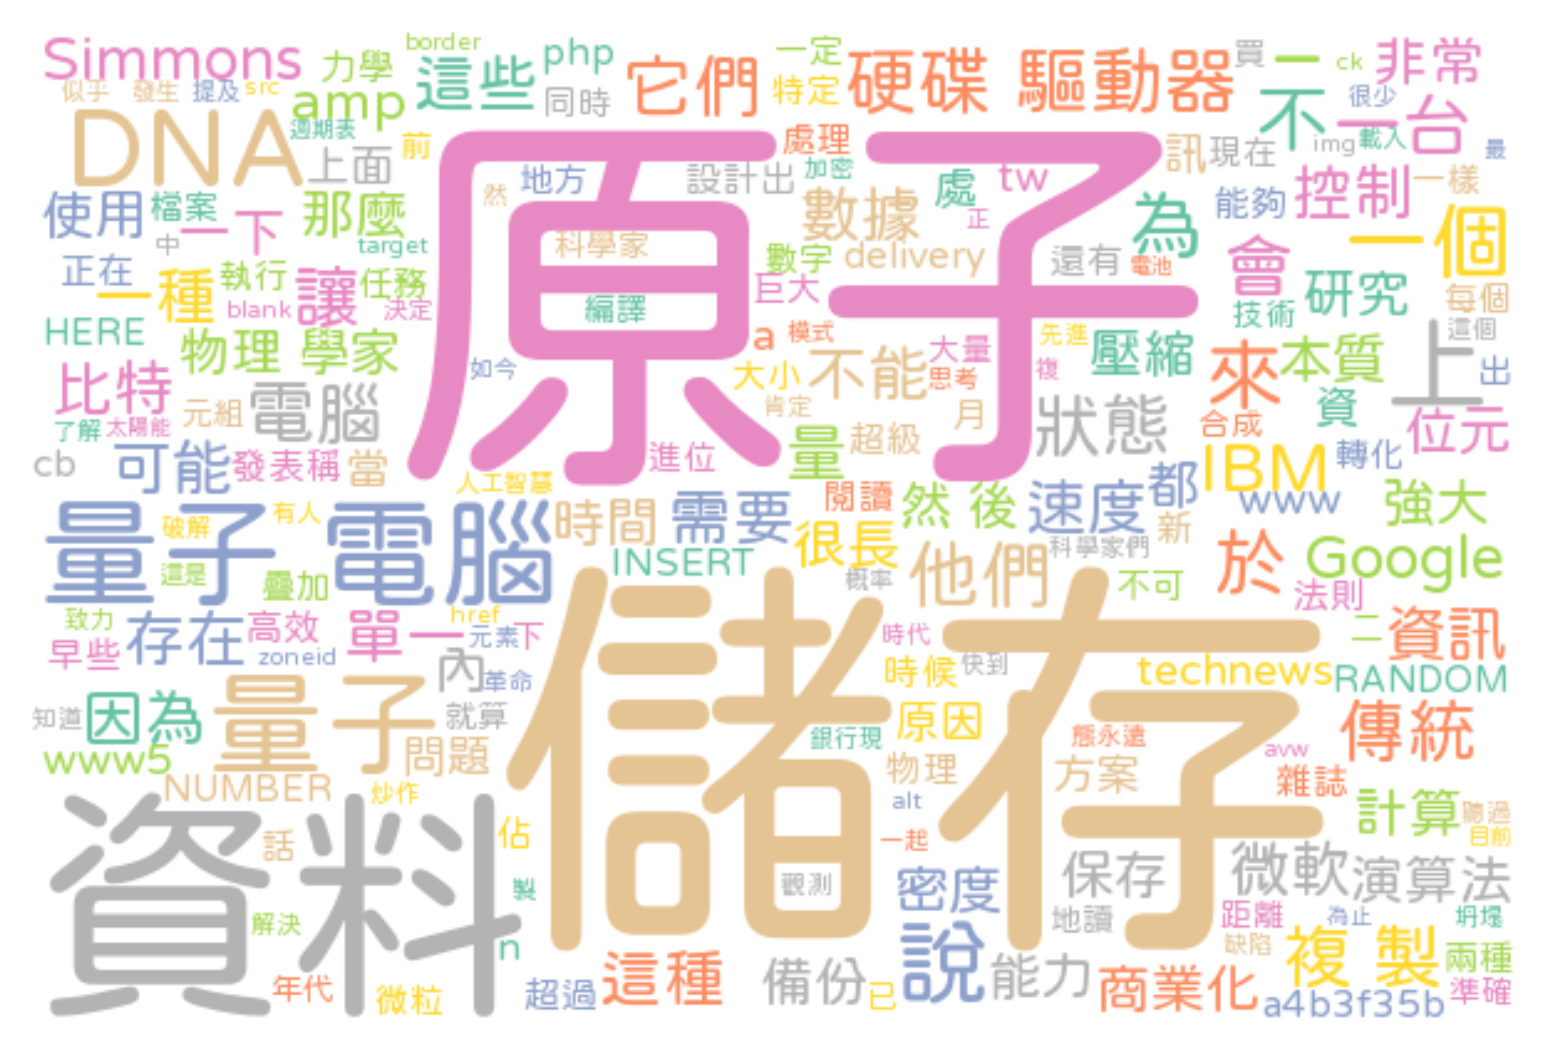 Simmons
力學
border
php
這些
它們
一定
特定
硬碟 驅動器
買
一
ck
非常
似乎
發生
提及
src
amp
同時
很少
DNA
週期表
上面
前
處理
加密
不
一台
img
載入
最
訊
現在
原子
然
地方
設計出
數據
處
tw
正
為
能夠
控制
一樣
使用
檔案
中
一下
那麼
target
科學家
數字
delivery
還有
電池
會
一個
正在
一種
執行
讓
任務
blank
決定
編譯
巨大
技術
研究
每個
這個
HERE
物理 學家
a
模式
大量
先進
壓縮
來
本質
上
出
比特
元組
電腦
如今
大小
肯定
不能
思考
複
月
狀態
合成
資
位元
了解
太陽能
cb
可能
發表稱
當
進位
量
超級
人工智慧
IBM
轉化
量子 電腦
破解
有人
這是
疊加
時間
需要
閱讀
然 後
速度
都
新
www
強大
INSERT
很長
概率
他們
科學家們
不可
於
Google
法則
致力
早些
存在
高效
zoneid
單一
href
元素
下
內
革命
儲存
時代
時候
快到
二
資訊
technews
RANDOM
知道
因為
量子
就算
問題
www5
銀行現
原因
態永遠
avw
傳統
NUMBER
炒作
物理
alt
方案
雜誌
資料
話
佔
一起
計算
聽過
目前
製
觀測
密度
保存
微軟
演算法
解決
n
地讀
距離
為止
缺陷
坍塌
年代
微粒
超過
這種
備份
已
說
能力
商業化
複 製
兩種
a4b3f35b
準確